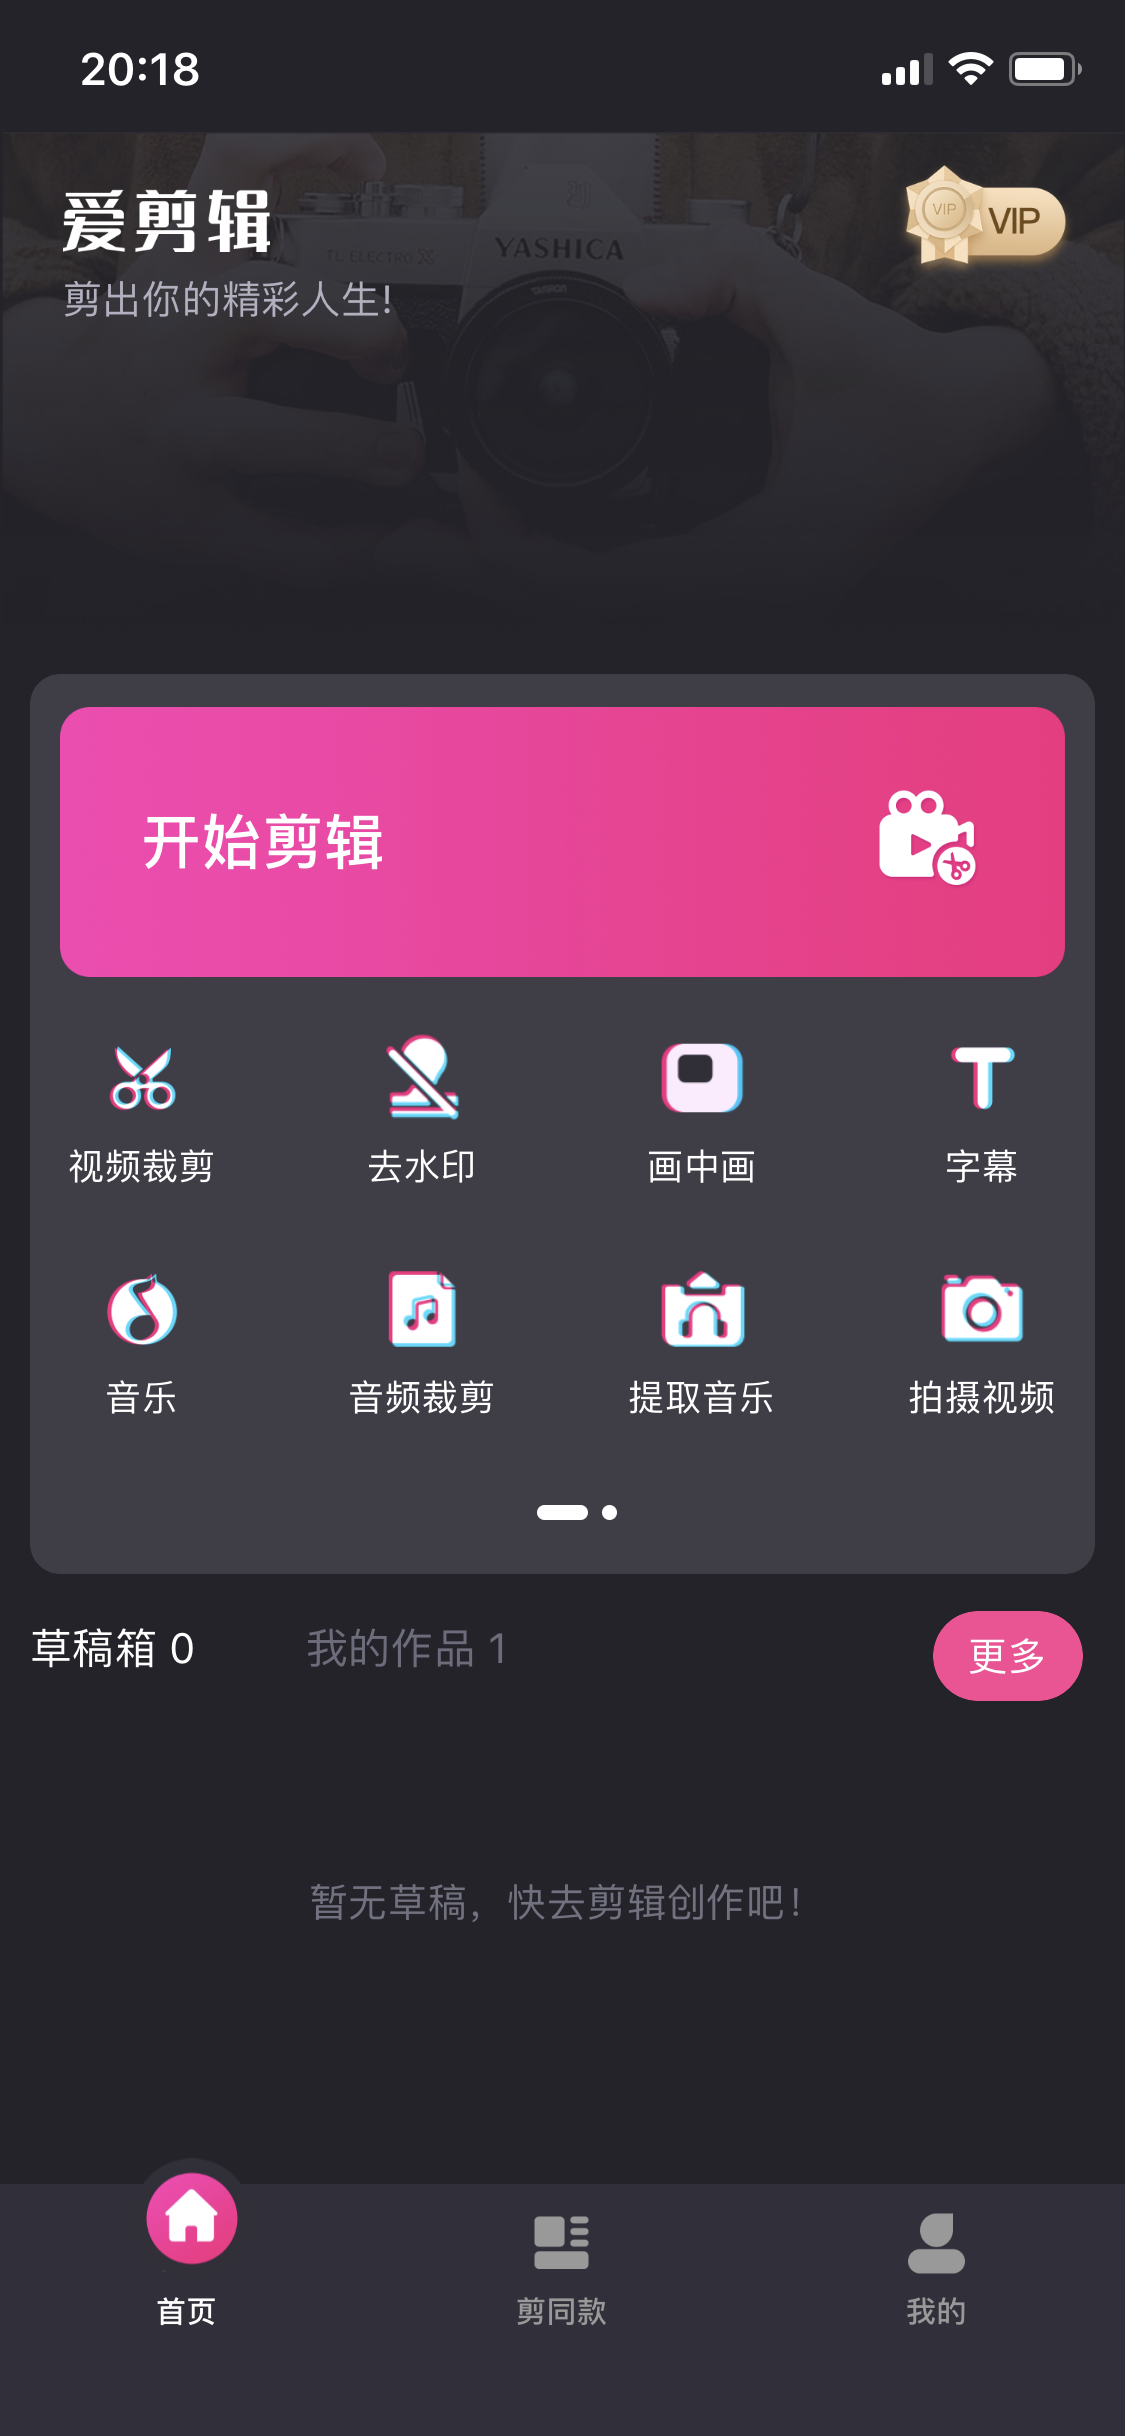 20:18
爱剪辑
剪出你的精彩人生!
VIP
VIP
TL ELECTRO X
YASHICA
TAMRON
开始剪辑
视频裁剪
去水印
画中画
字幕
音乐
音频裁剪
提取音乐
拍摄视频
草稿箱 0
我的作品 1
更多
暂无草稿，快去剪辑创作吧！
首页
剪同款
我的